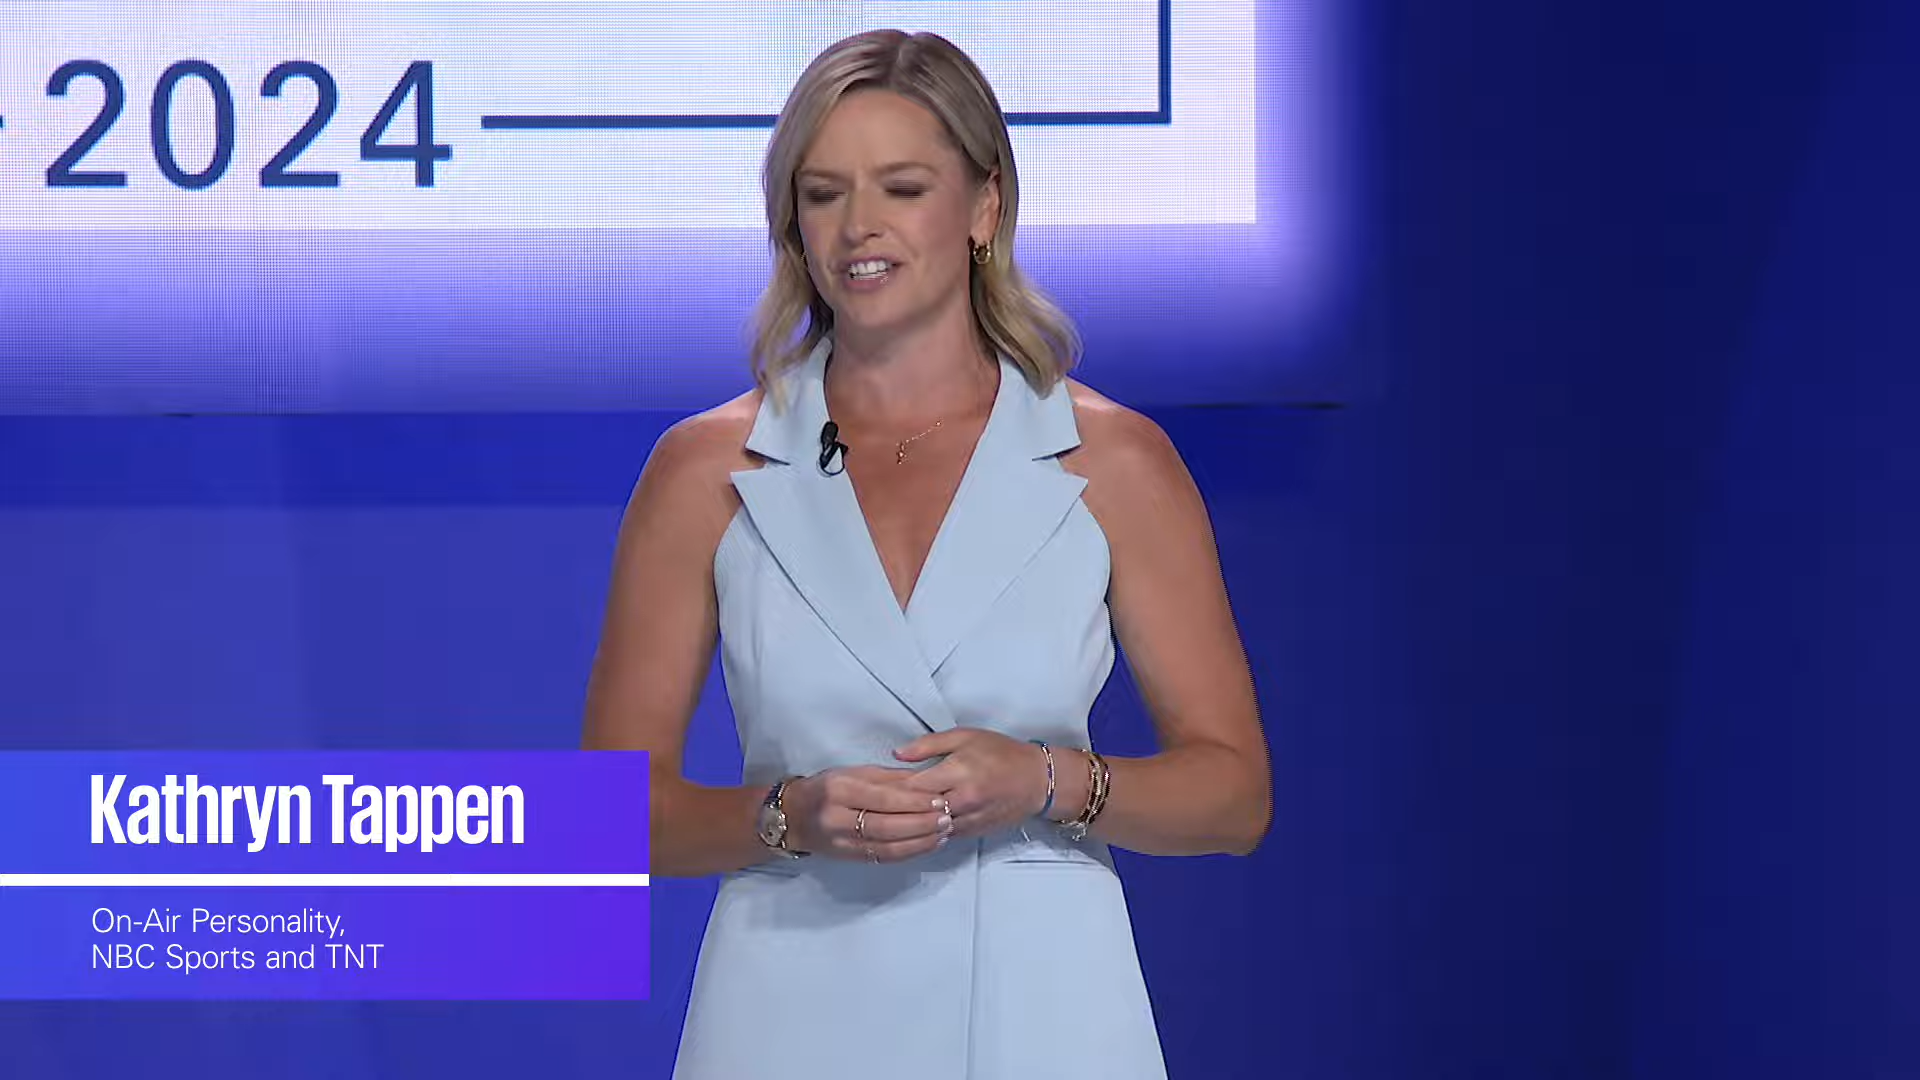 2024
Kathryn Tappen
On-Air Personality,
NBC Sports and TNT